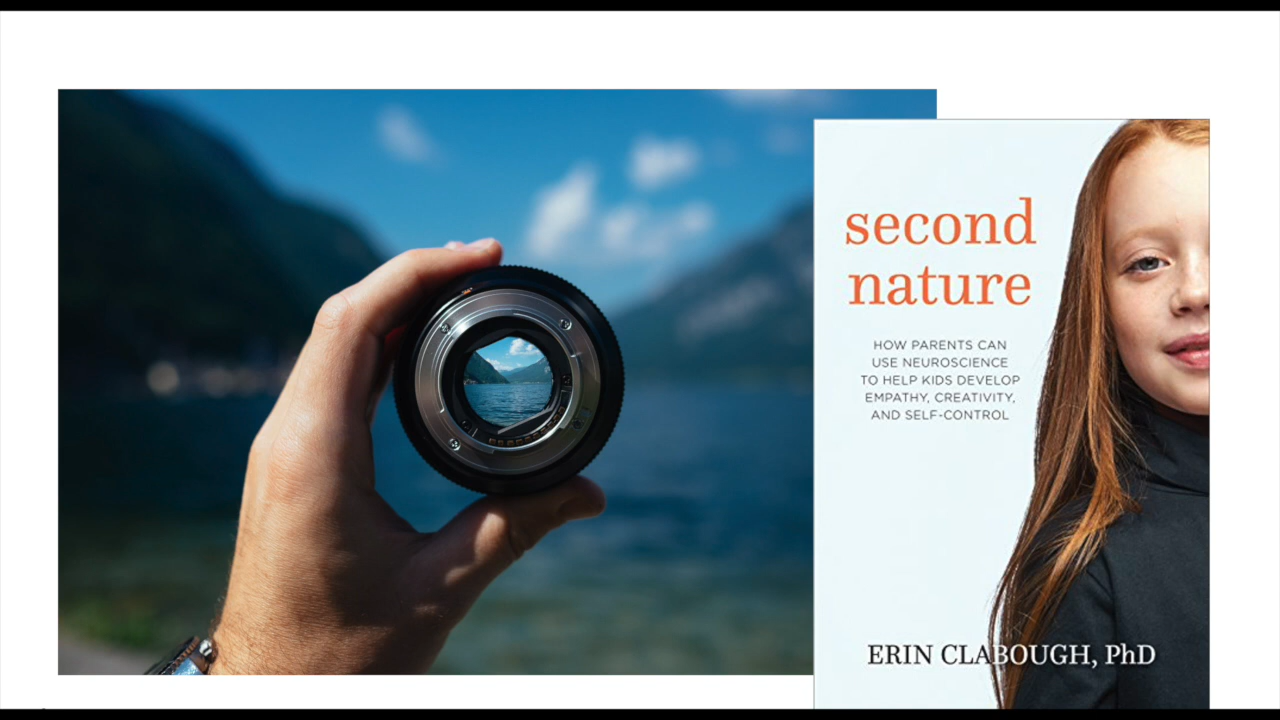 second
nature
HOW PARENTS CAN
USE NEUROSCIENCE
TO HELP KIDS DEVELOP
EMPATHY, CREATIVITY,
AND SELF-CONTROL
ERIN CLABOUGH, PhD